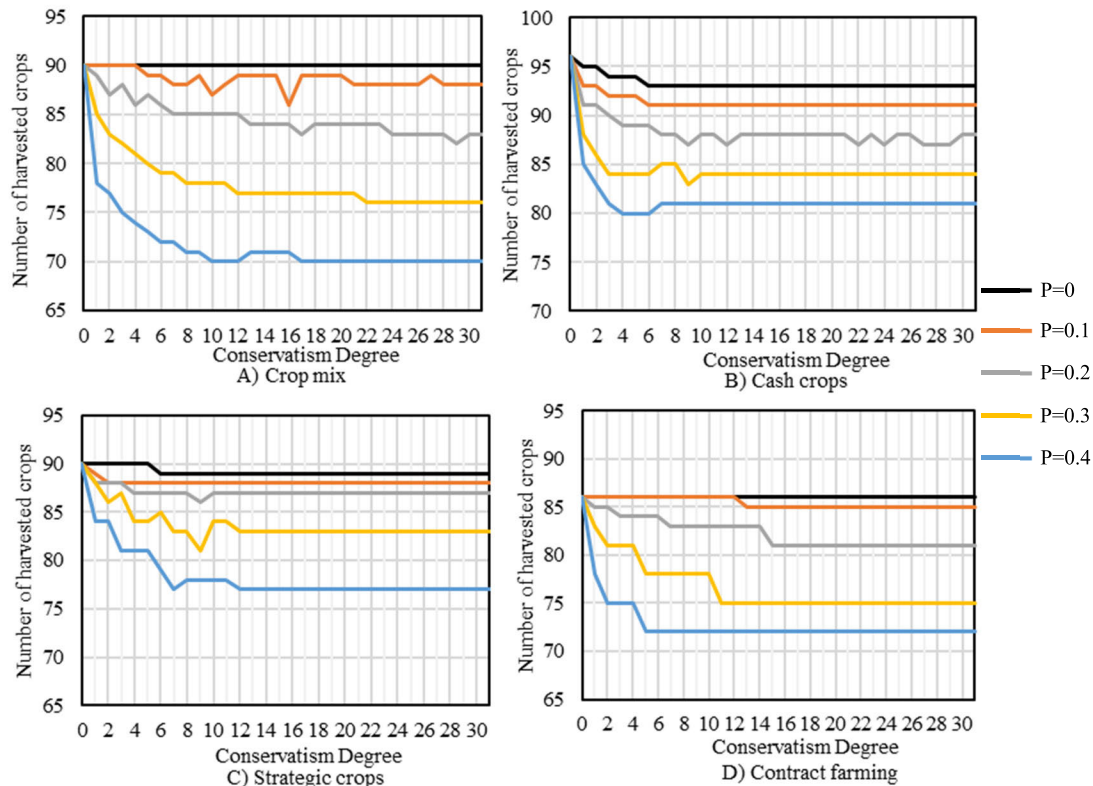 Number of harvested crops
95
90
85
80
75
70
65
0 2 4 6 8 10 12 14 16 18 20 22 24 26 28 30
Conservatism Degree
A) Crop mix
Number of harvested crops
100
95
90
85
80
75
70
0 2 4 6 8 10 12 14 16 18 20 22 24 26 28 30
Conservatism Degree
B) Cash crops
P=0
P=0.1
P=0.2
P=0.3
P=0.4
Number of harvested crops
95
90
85
80
75
70
65
0 2 4 6 8 10 12 14 16 18 20 22 24 26 28 30
Conservatism Degree
C) Strategic crops
Number of harvested crops
95
90
85
80
75
70
65
0 2 4 6 8 10 12 14 16 18 20 22 24 26 28 30
Conservatism Degree
D) Contract farming